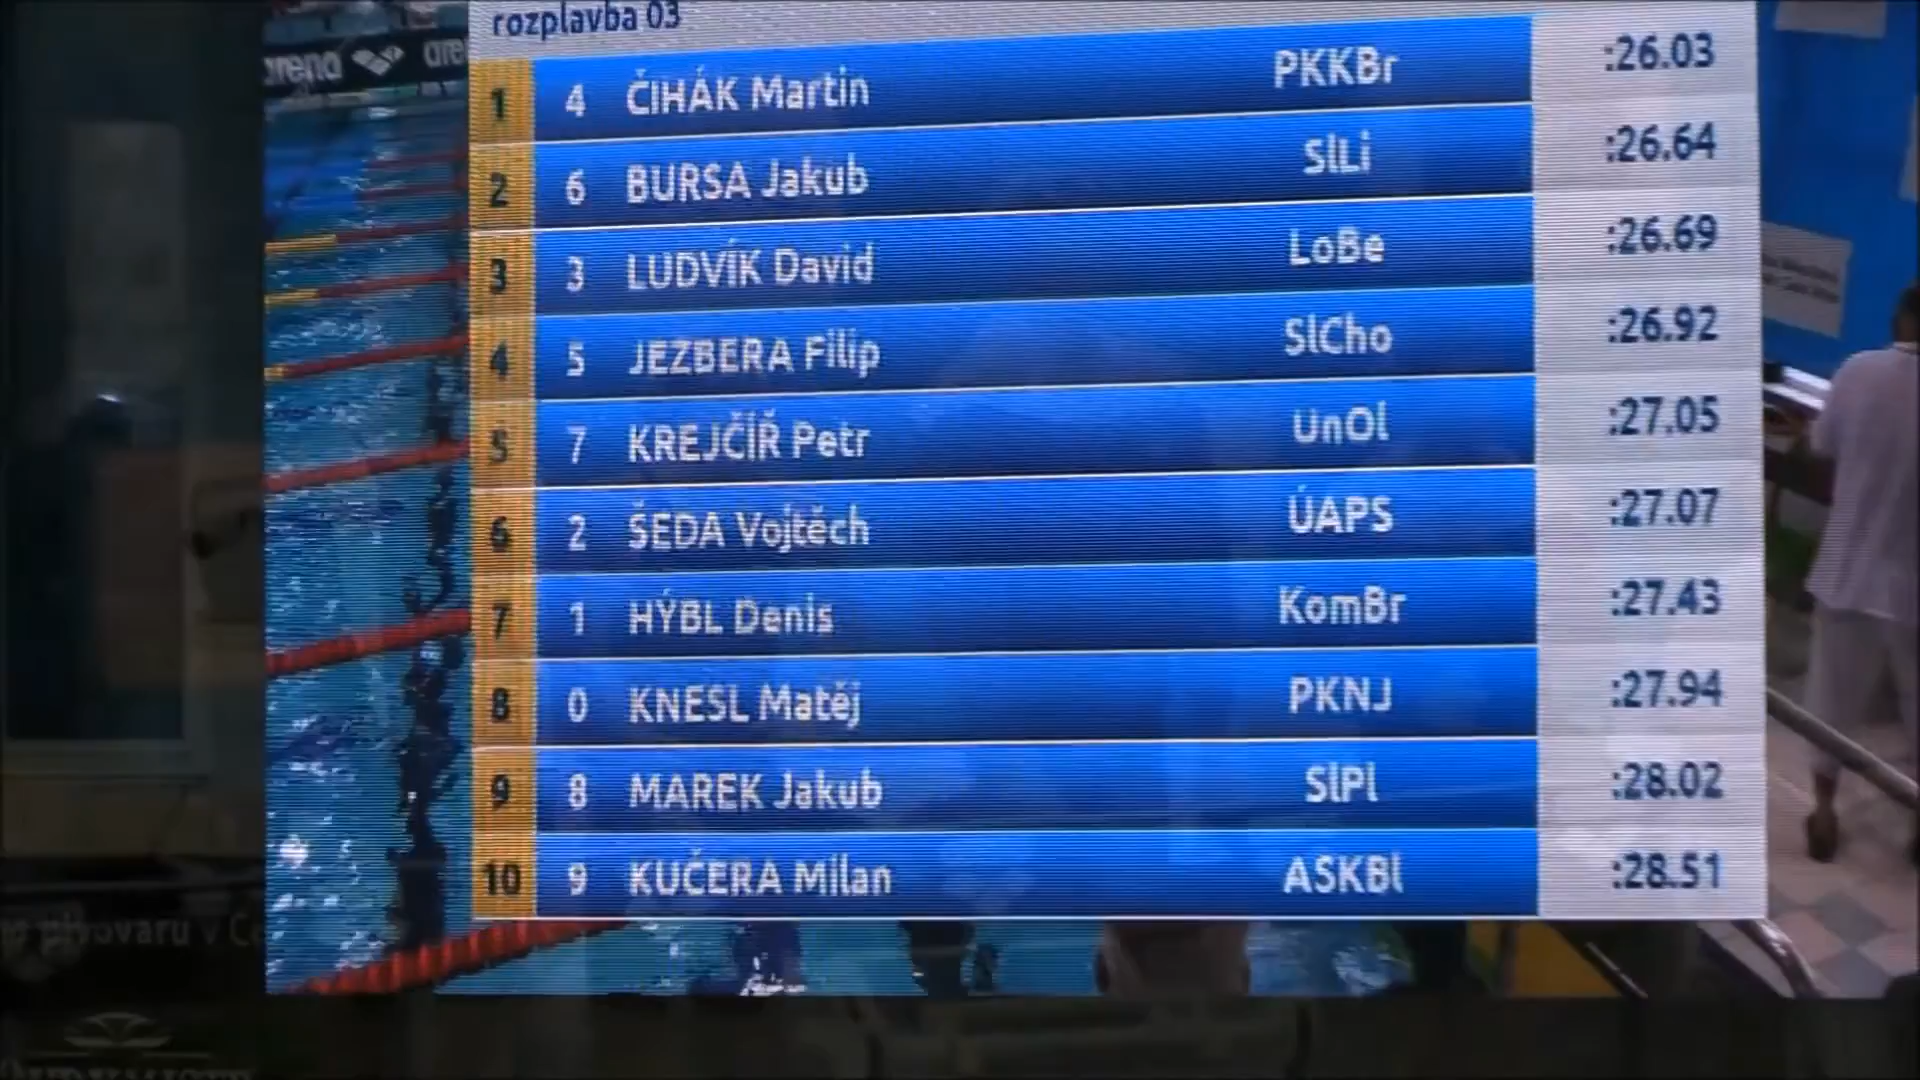 rozplavba 03
arena arena
1 4 ČIHÁK Martin PKKBr :26.03
2 6 BURSA Jakub SlLi :26.64
3 3 LUDVÍK David LoBe :26.69
4 5 JEZBERA Filip SlCho :26.92
5 7 KREJČÍŘ Petr UnOl :27.05
6 2 ŠEDA Vojtěch ÚAPS :27.07
7 1 HÝBL Denis KomBr :27.43
8 0 KNESL Matěj PKNJ :27.94
9 8 MAREK Jakub SlPl :28.02
10 9 KUČERA Milan ASKBl :28.51
plvovaru v